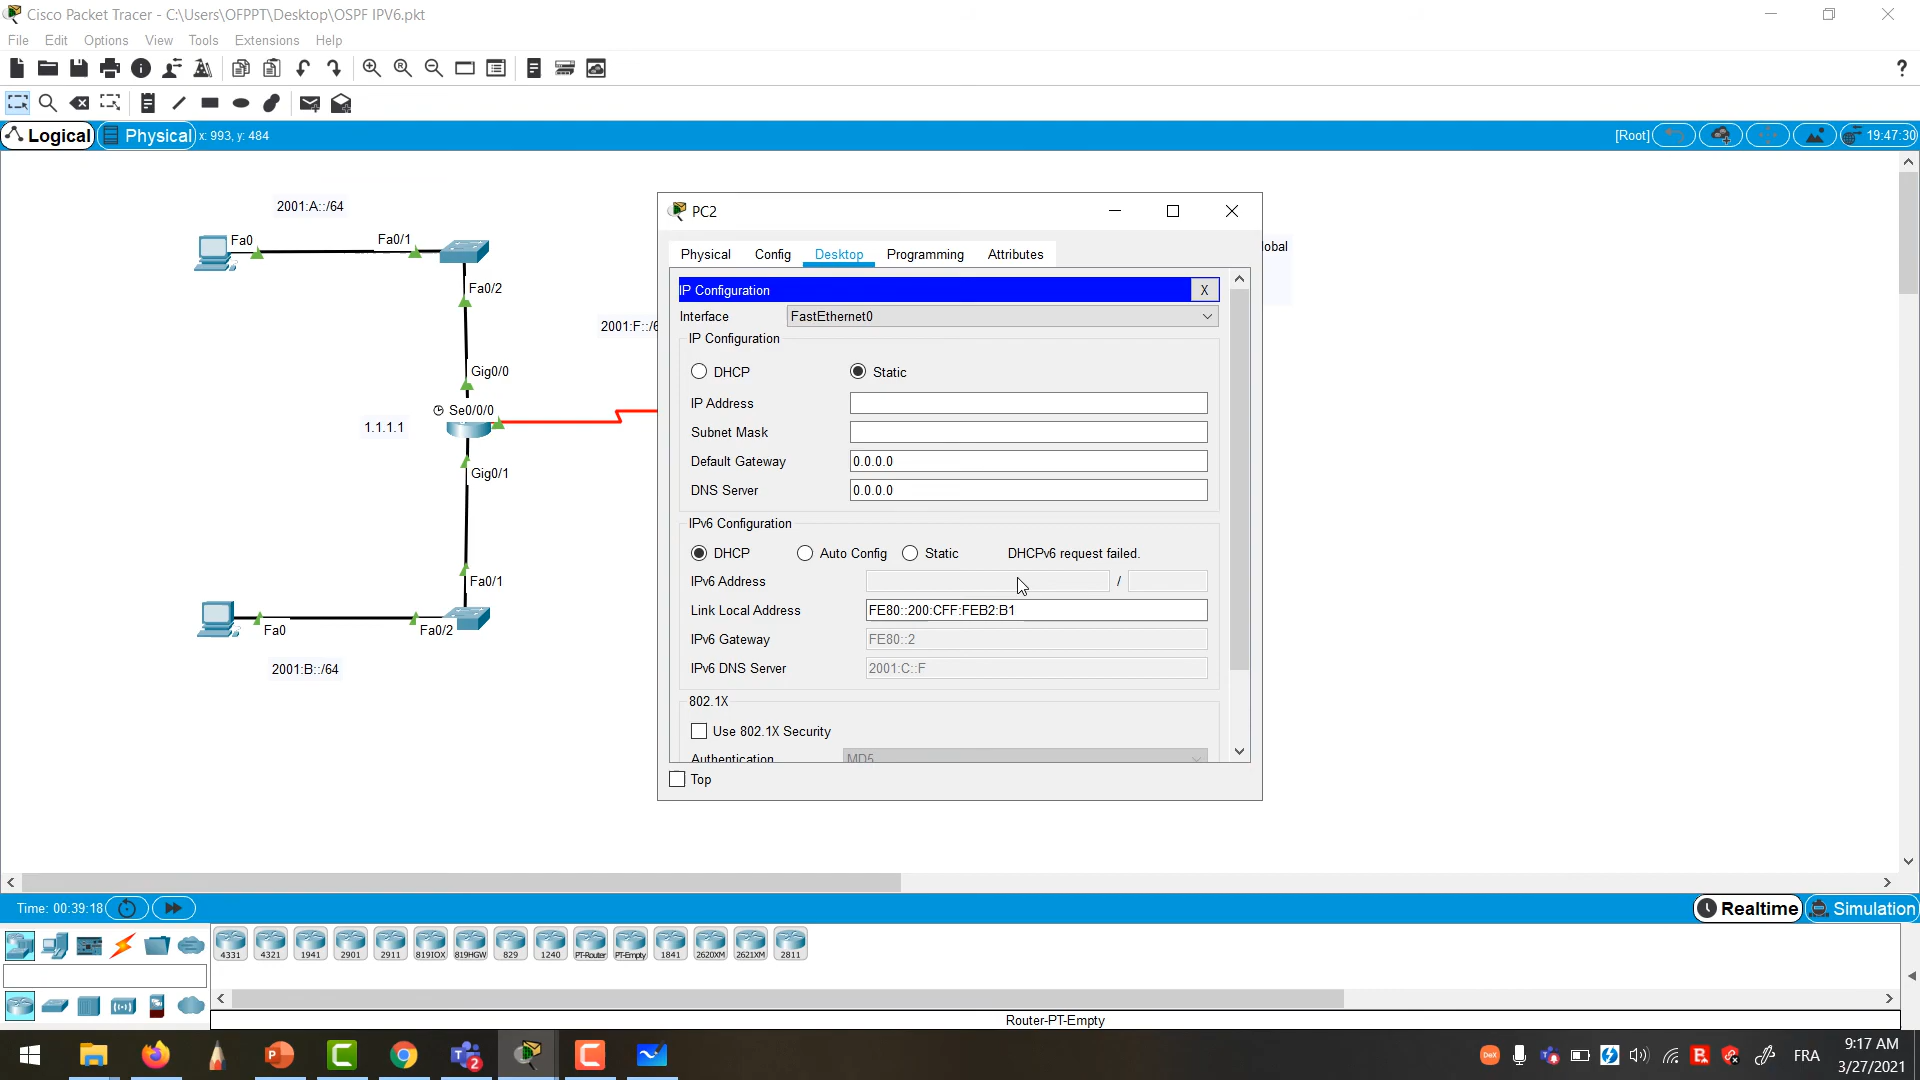 Cisco Packet Tracer - C:\Users\OFPPT\Desktop\OSPF IPV6.pkt
File Edit Options View Tools Extensions Help
?
Logical Physical x: 993, y: 484 [Root] 19:47:30
2001:A::/64
Fa0 Fa0/1
Fa0/2
2001:F::/6
Gig0/0
Se0/0/0
1.1.1.1
Gig0/1
Fa0/1
Fa0 Fa0/2
2001:B::/64
lobal
PC2
Physical Config Desktop Programming Attributes
IP Configuration X
Interface FastEthernet0
IP Configuration
DHCP Static
IP Address
Subnet Mask
Default Gateway 0.0.0.0
DNS Server 0.0.0.0
IPv6 Configuration
DHCP Auto Config Static DHCPv6 request failed.
IPv6 Address /
Link Local Address FE80::200:CFF:FEB2:B1
IPv6 Gateway FE80::2
IPv6 DNS Server 2001:C::F
802.1X
Use 802.1X Security
Authentication MD5
Top
Time: 00:39:18 Realtime Simulation
4331 4321 1941 2901 2911 819IOX 819HGW 829 1240 PT-Router PT-Empty 1841 2620XM 2621XM 2811
Router-PT-Empty
FRA
9:17 AM
3/27/2021